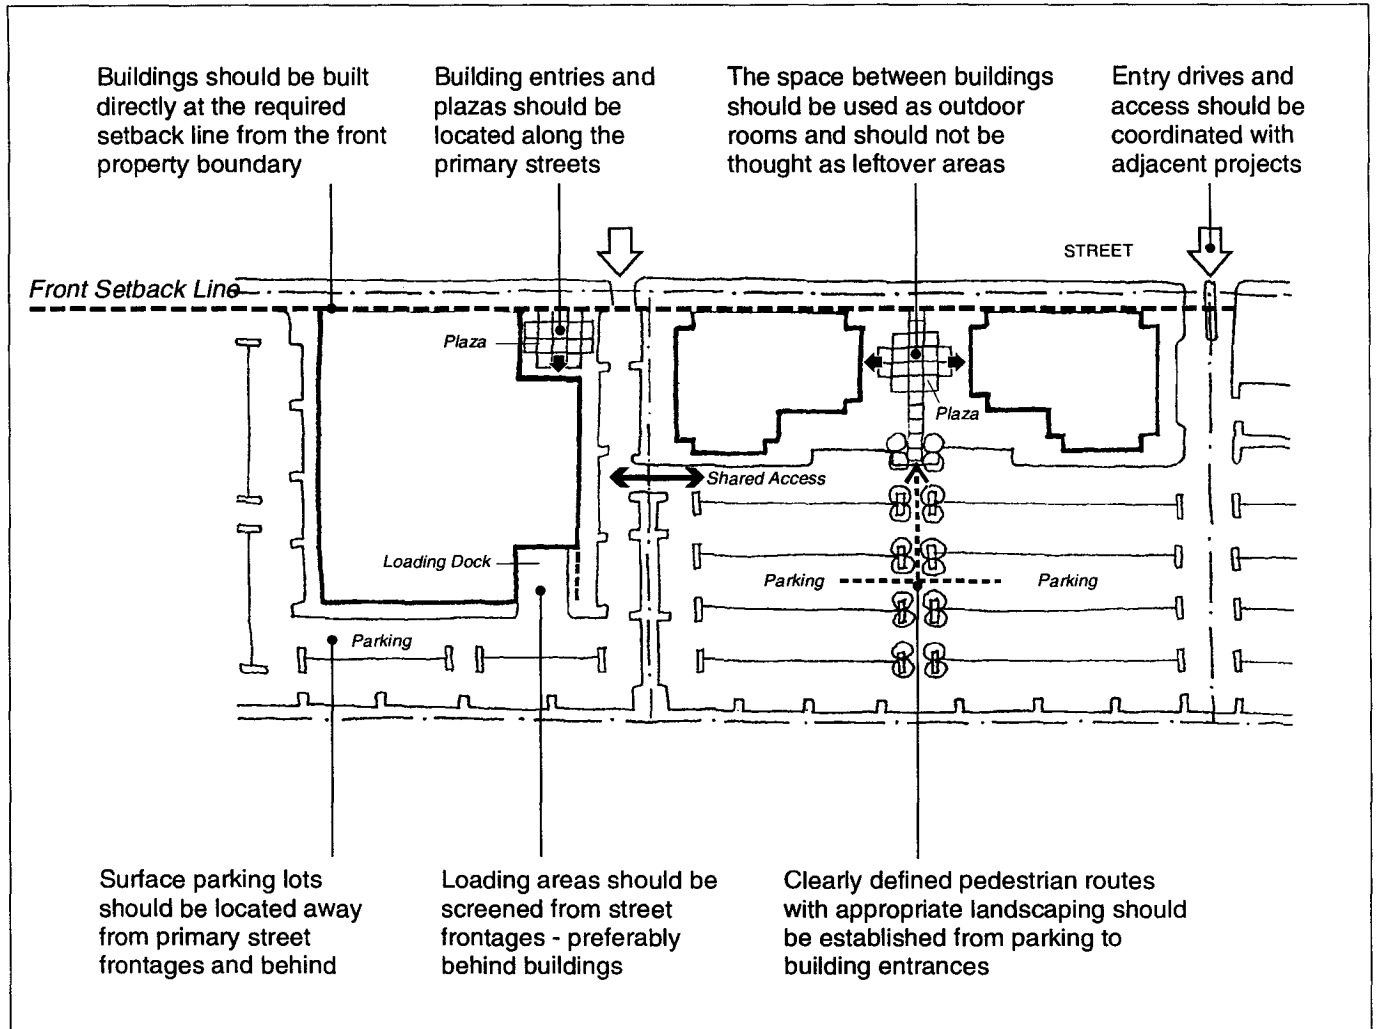 Buildings should be built
directly at the required
setback line from the front
property boundary
Building entries and
plazas should be
located along the
primary streets
The space between buildings
should be used as outdoor
rooms and should not be
thought as leftover areas
Entry drives and
access should be
coordinated with
adjacent projects
STREET
Front Setback Line
Plaza
Plaza
Shared Access
Loading Dock
Parking
Parking
Parking
Surface parking lots
should be located away
from primary street
frontages and behind
Loading areas should be
screened from street
frontages - preferably
behind buildings
Clearly defined pedestrian routes
with appropriate landscaping should
be established from parking to
building entrances